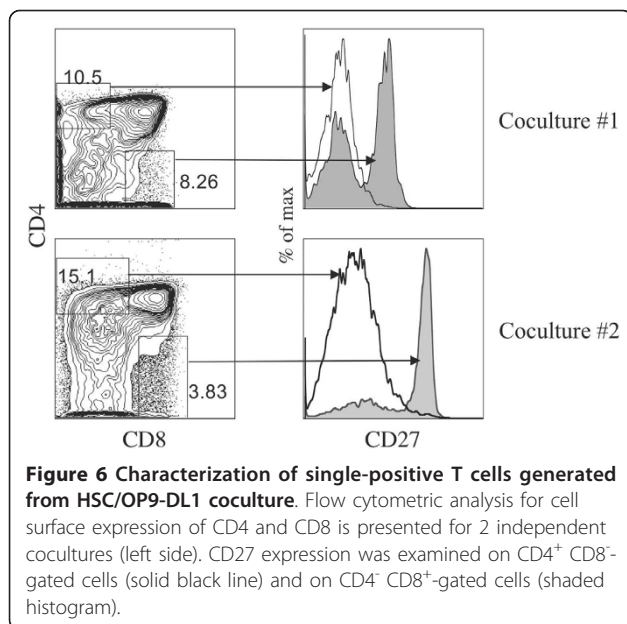 10.5
8.26
CD4
% of max
Coculture #1
15.1
3.83
Coculture #2
CD8
CD27
Figure 6 Characterization of single-positive T cells generated
from HSC/OP9-DL1 coculture. Flow cytometric analysis for cell
surface expression of CD4 and CD8 is presented for 2 independent
cocultures (left side). CD27 expression was examined on CD4⁺ CD8⁻-
gated cells (solid black line) and on CD4⁻ CD8⁺-gated cells (shaded
histogram).